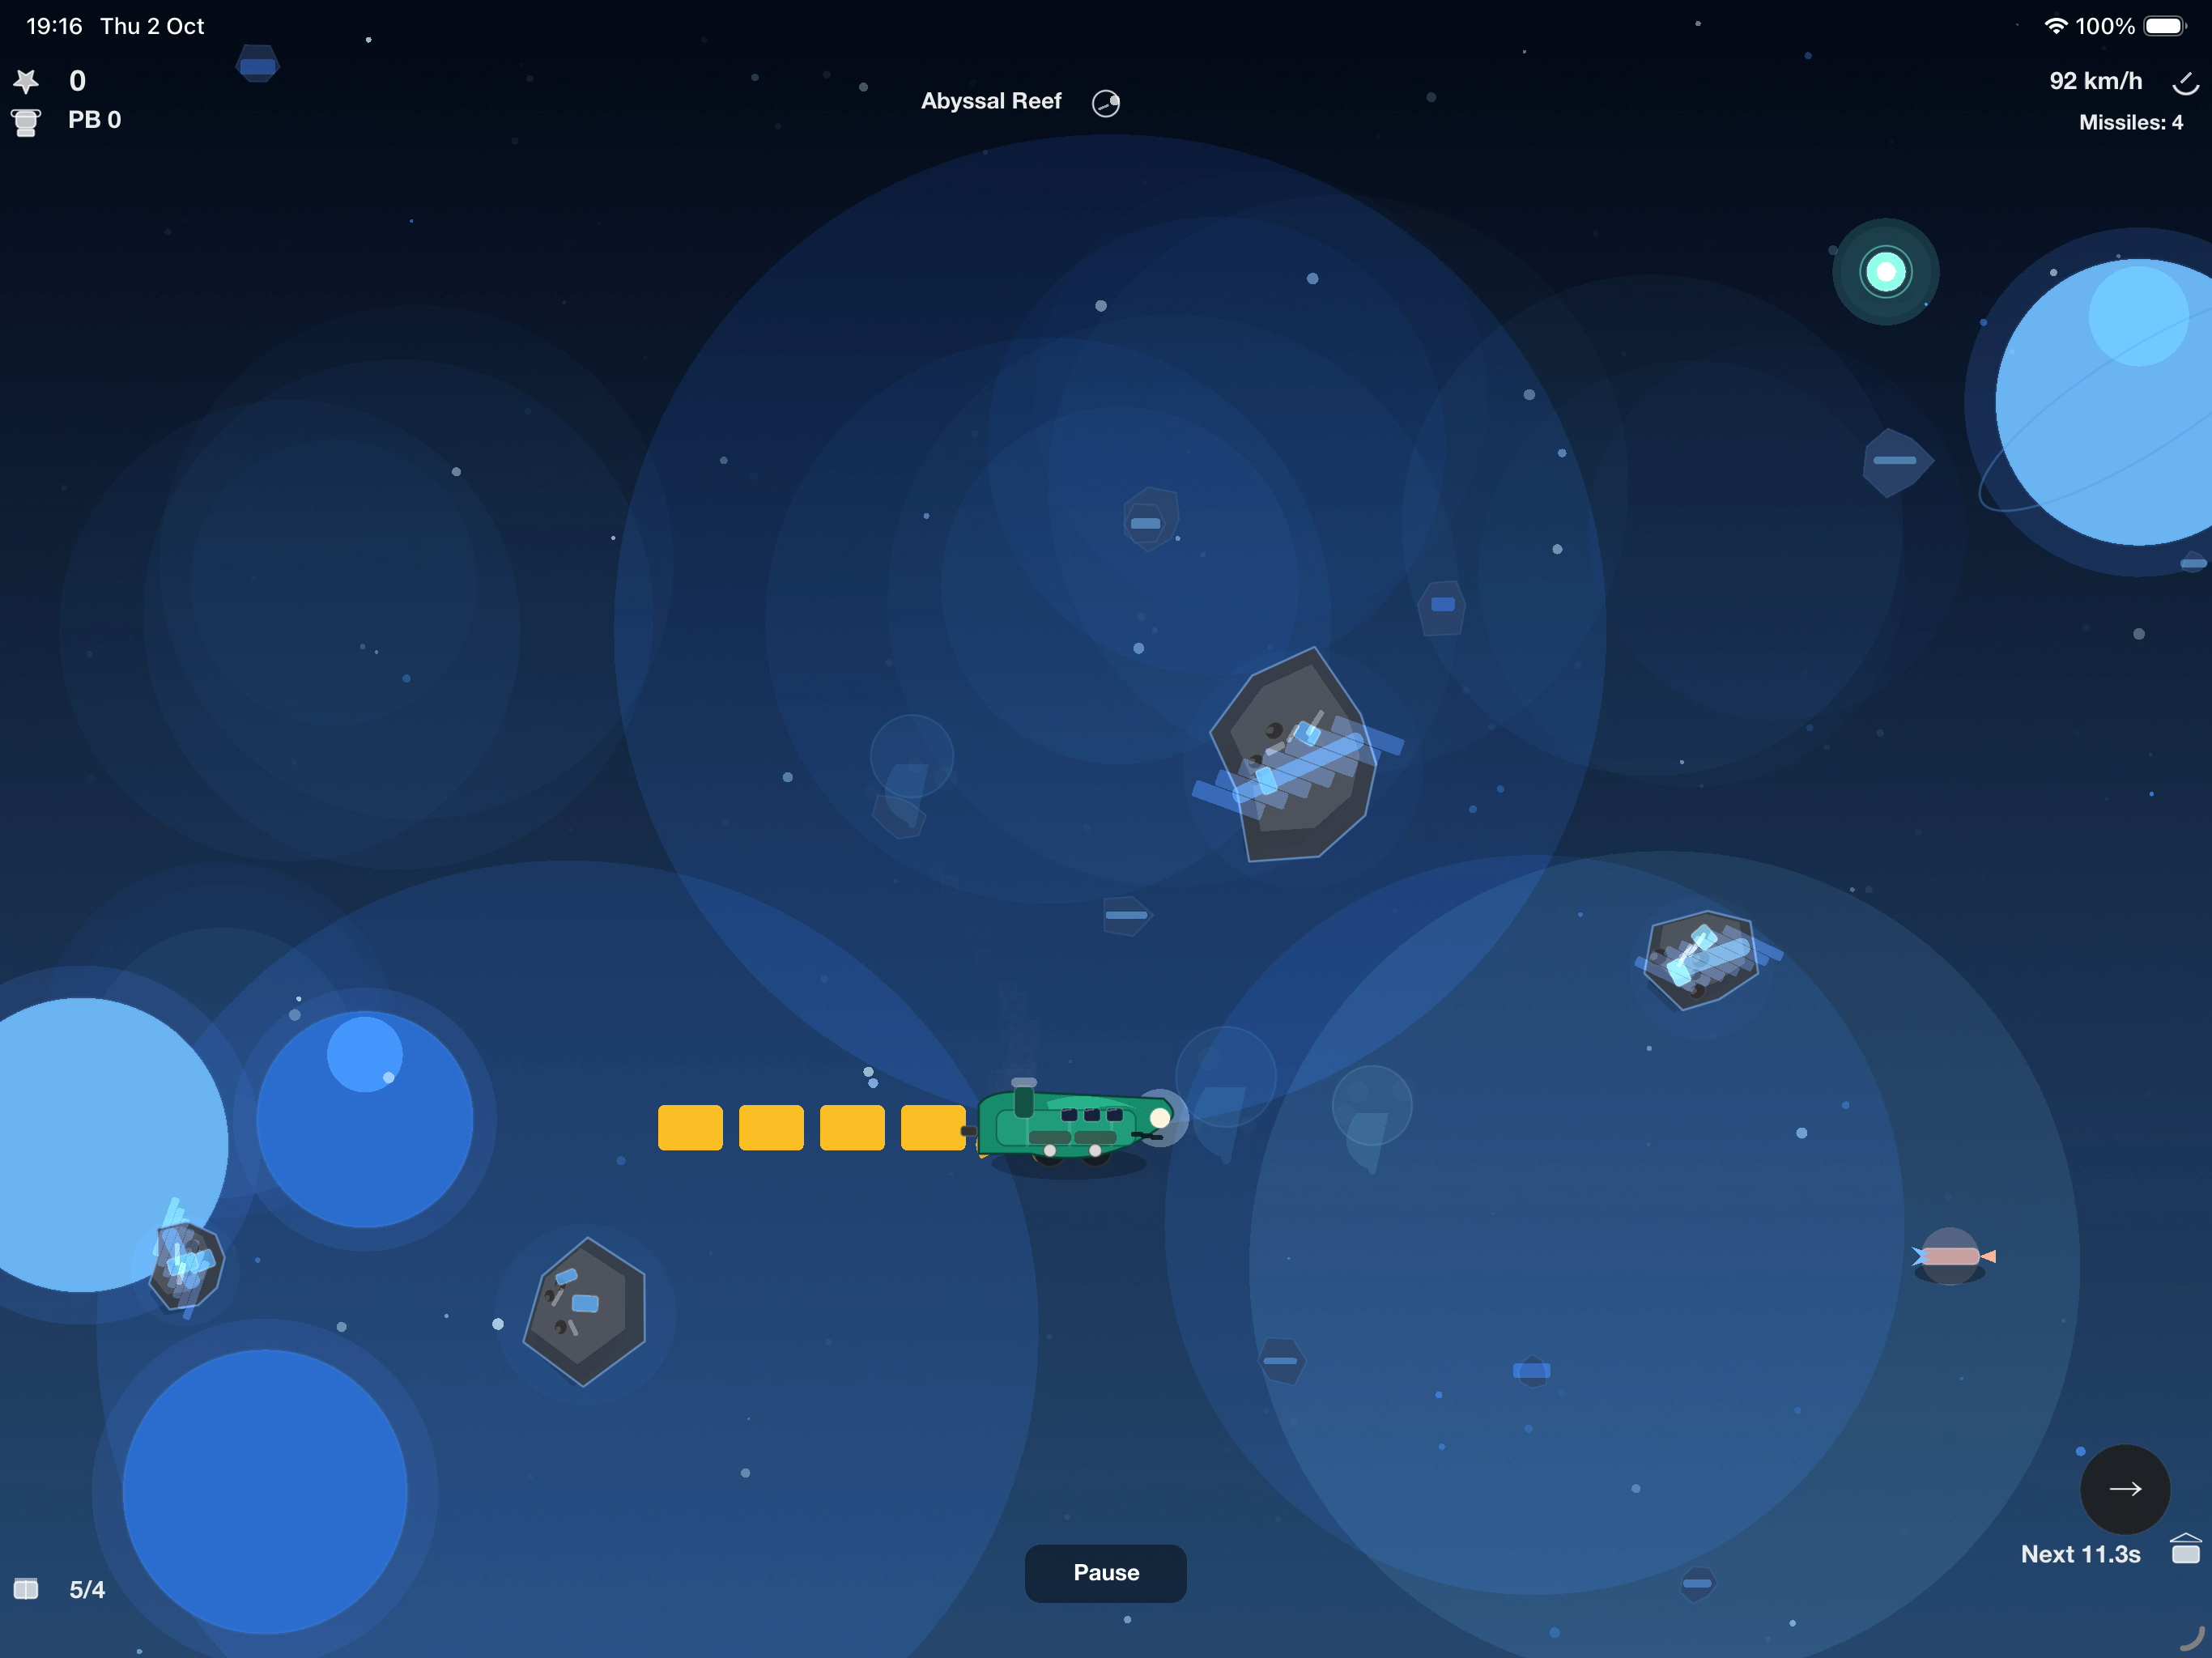 19:16 Thu 2 Oct
100%
0
PB 0
Abyssal Reef
92 km/h
Missiles: 4
Next 11.3s
Pause
5/4